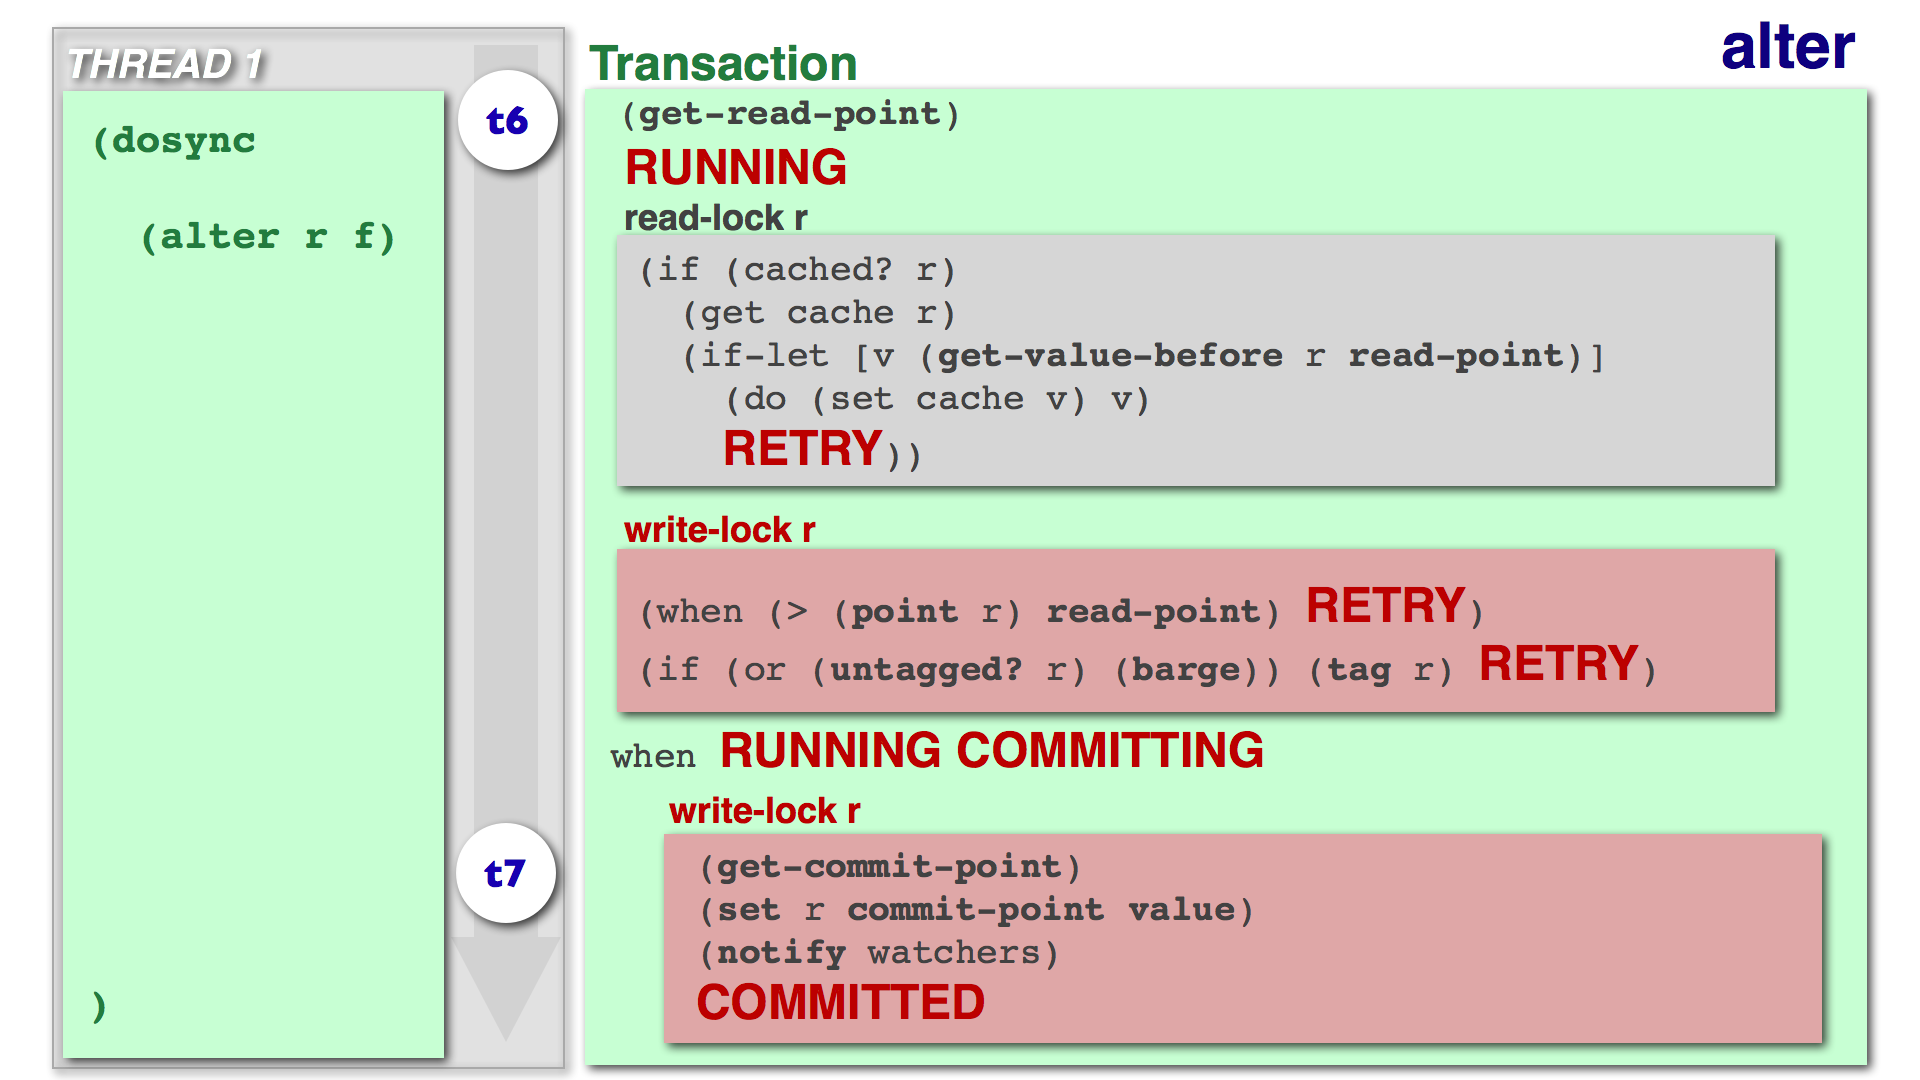 THREAD 1
(dosync
(alter r f)
)
t6
t7
Transaction
alter
(get-read-point)
RUNNING
read-lock r
(if (cached? r)
(get cache r)
(if-let [v (get-value-before r read-point)]
(do (set cache v) v)
RETRY))
write-lock r
(when (> (point r) read-point) RETRY)
(if (or (untagged? r) (barge)) (tag r) RETRY)
when RUNNING COMMITTING
write-lock r
(get-commit-point)
(set r commit-point value)
(notify watchers)
COMMITTED